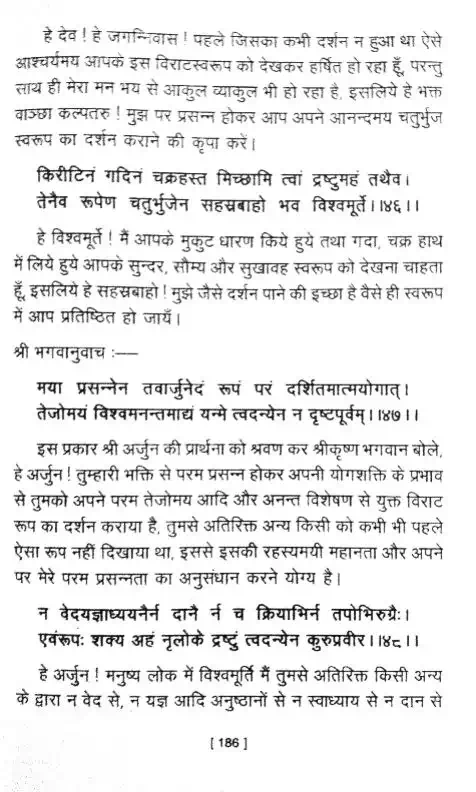 हे देव ! हे जगन्निवास ! पहले जिसका कभी दर्शन न हुआ था ऐसे
आश्चर्यमय आपके इस विराटस्वरूप को देखकर हर्षित हो रहा हूँ, परन्तु
साथ ही मेरा मन भय से आकुल व्याकुल भी हो रहा है, इसलिये हे भक्त
वाञ्छा कल्पतरु ! मुझ पर प्रसन्न होकर आप अपने आनन्दमय चतुर्भुज
स्वरूप का दर्शन कराने की कृपा करें।
किरीटिनं गदिनं चक्रहस्त मिच्छामि त्वां द्रष्टुमहं तथैव।
तेनैव रूपेण चतुर्भुजेन सहस्रबाहो भव विश्वमूर्ते।।४६।।
हे विश्वमूर्ते ! मैं आपके मुकुट धारण किये हुये तथा गदा, चक्र हाथ
में लिये हुये आपके सुन्दर, सौम्य और सुखावह स्वरूप को देखना चाहता
हूँ, इसलिये हे सहस्रबाहो ! मुझे जैसे दर्शन पाने की इच्छा है वैसे ही स्वरूप
में आप प्रतिष्ठित हो जायँ।
श्री भगवानुवाच :––
मया प्रसन्नेन तवार्जुनेदं रूपं परं दर्शितमात्मयोगात्।
तेजोमयं विश्वमनन्तमाद्यं यन्मे त्वदन्येन न दृष्टपूर्वम्।।४७।।
इस प्रकार श्री अर्जुन की प्रार्थना को श्रवण कर श्रीकृष्ण भगवान बोले,
हे अर्जुन ! तुम्हारी भक्ति से परम प्रसन्न होकर अपनी योगशक्ति के प्रभाव
से तुमको अपने परम तेजोमय आदि और अनन्त विशेषण से युक्त विराट
रूप का दर्शन कराया है, तुमसे अतिरिक्त अन्य किसी को कभी भी पहले
ऐसा रूप नहीं दिखाया था, इससे इसकी रहस्यमयी महानता और अपने
पर मेरे परम प्रसन्नता का अनुसंधान करने योग्य है।
न वेदयज्ञाध्ययनैर्न दानै र्न च क्रियाभिर्न तपोभिरुग्रैः।
एवंरूपः शक्य अहं नृलोके द्रष्टुं त्वदन्येन कुरुप्रवीर।।४८।।
हे अर्जुन ! मनुष्य लोक में विश्वमूर्ति मैं तुमसे अतिरिक्त किसी अन्य
के द्वारा न वेद से, न यज्ञ आदि अनुष्ठानों से न स्वाध्याय से न दान से
[ 186 ]